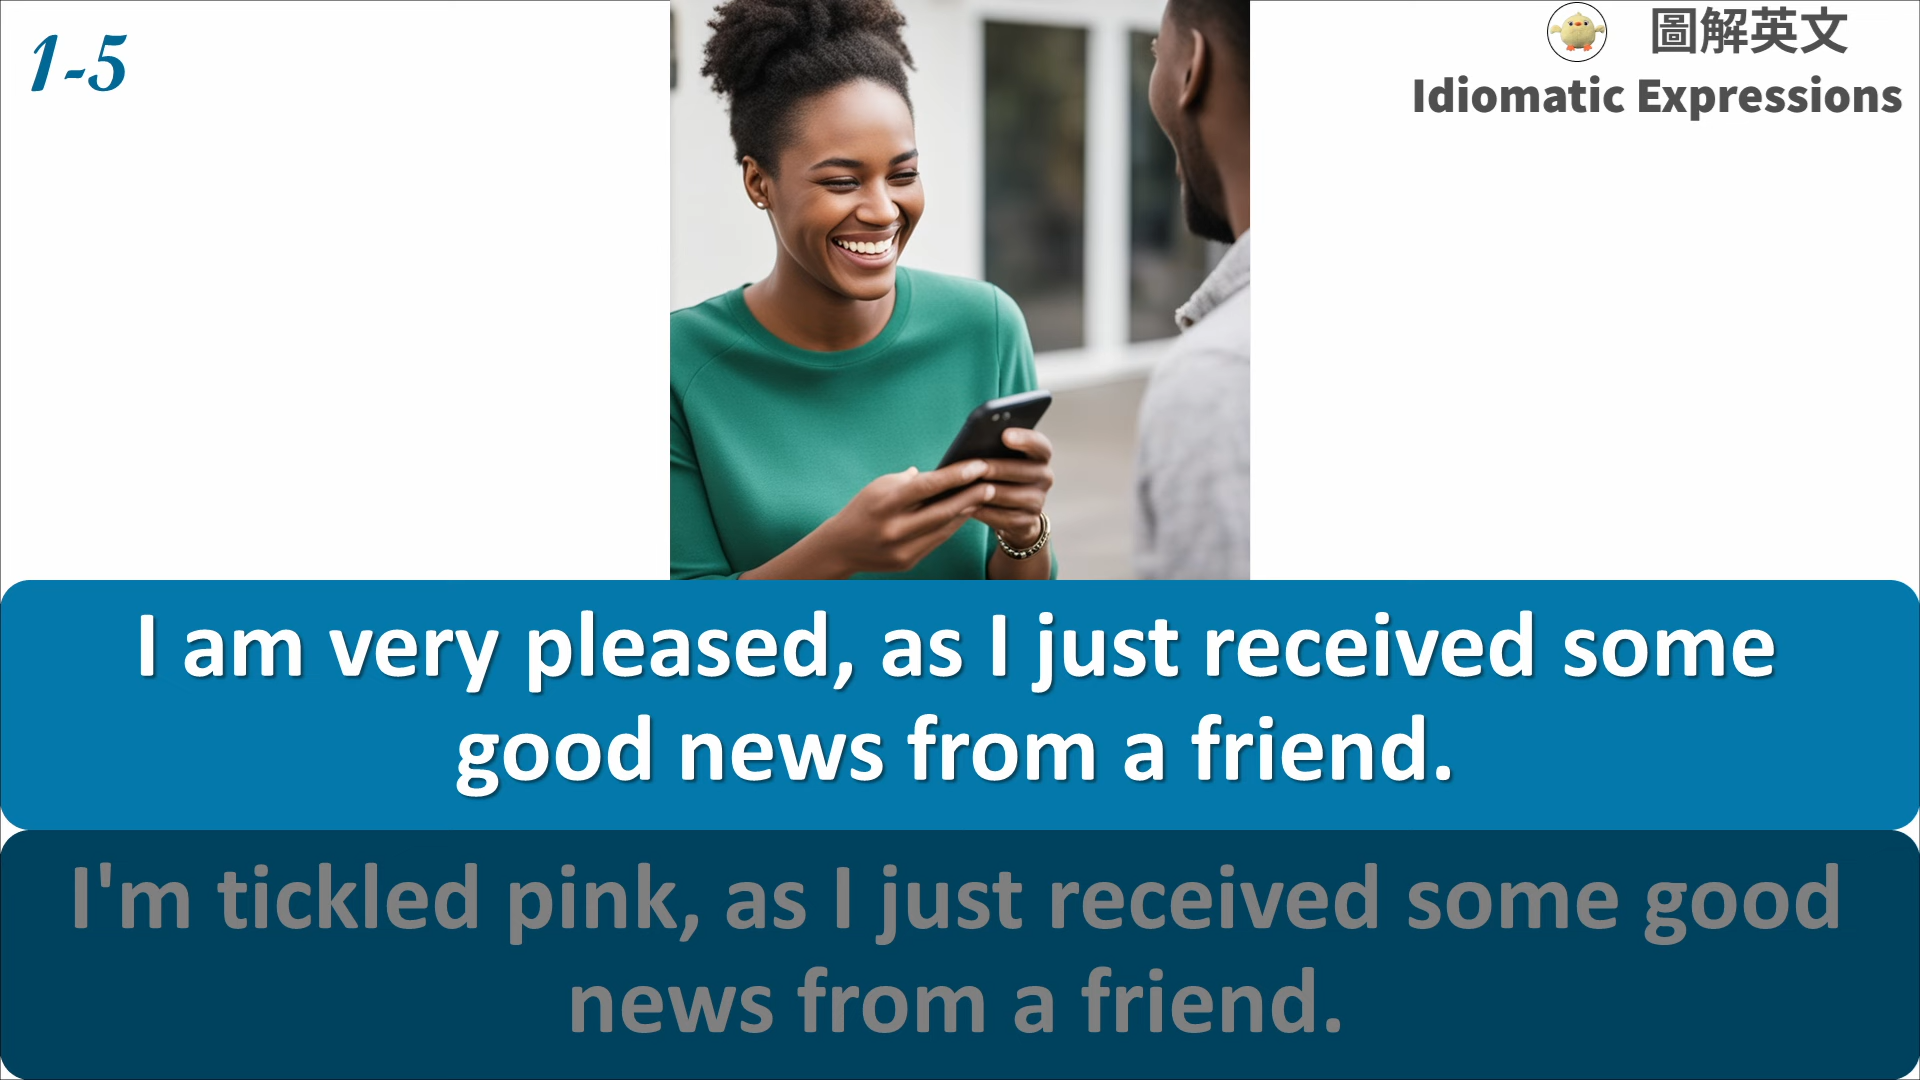 1-5
圖解英文
Idiomatic Expressions
I am very pleased, as I just received some
good news from a friend.
I'm tickled pink, as I just received some good
news from a friend.